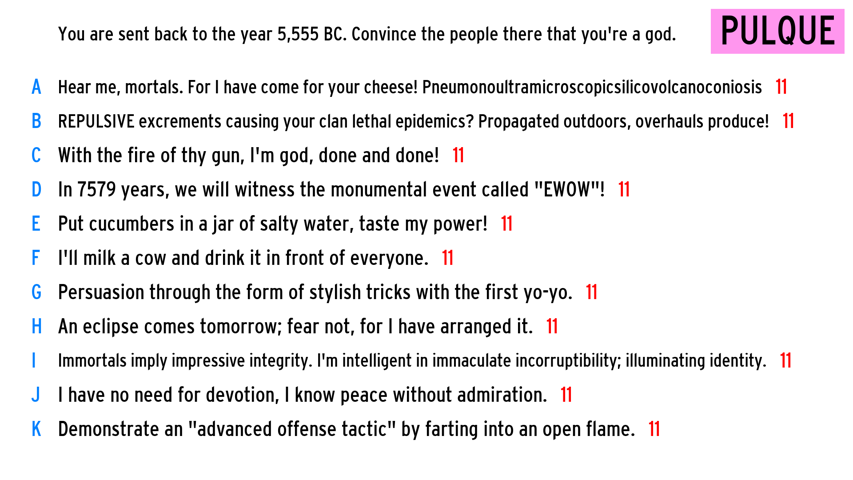 You are sent back to the year 5,555 BC. Convince the people there that you're a god.
PULQUE
A Hear me, mortals. For I have come for your cheese! Pneumonoultramicroscopicsilicovolcanoconiosis 11
B REPULSIVE excrements causing your clan lethal epidemics? Propagated outdoors, overhauls produce! 11
C With the fire of thy gun, I'm god, done and done! 11
D In 7579 years, we will witness the monumental event called "EWOW"! 11
E Put cucumbers in a jar of salty water, taste my power! 11
F I'll milk a cow and drink it in front of everyone. 11
G Persuasion through the form of stylish tricks with the first yo-yo. 11
H An eclipse comes tomorrow; fear not, for I have arranged it. 11
I Immortals imply impressive integrity. I'm intelligent in immaculate incorruptibility; illuminating identity. 11
J I have no need for devotion, I know peace without admiration. 11
K Demonstrate an "advanced offense tactic" by farting into an open flame. 11